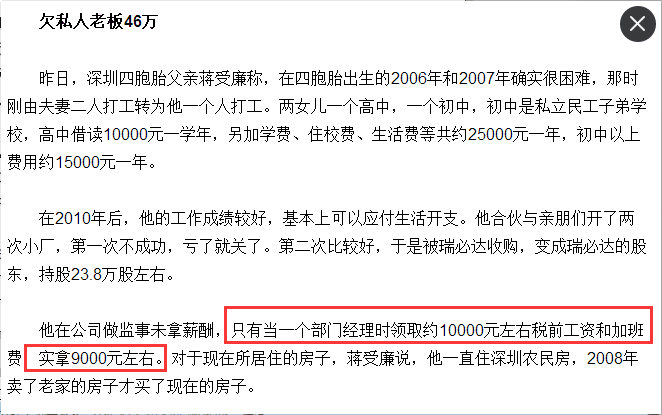 欠私人老板46万
昨日，深圳四胞胎父亲蒋受廉称，在四胞胎出生的2006年和2007年确实很困难，那时
刚由夫妻二人打工转为他一个人打工。两女儿一个高中，一个初中，初中是私立民工子弟学
校，高中借读10000元一学年，另加学费、住校费、生活费等共约25000元一年，初中以上
费用约15000元一年。
在2010年后，他的工作成绩较好，基本上可以应付生活开支。他合伙与亲朋们开了两
次小厂，第一次不成功，亏了就关了。第二次比较好，于是被瑞必达收购，变成瑞必达的股
东，持股23.8万股左右。
他在公司做监事未拿薪酬，只有当一个部门经理时领取约10000元左右税前工资和加班
费 实拿9000元左右。对于现在所居住的房子，蒋受廉说，他一直住深圳农民房，2008年
卖了老家的房子才买了现在的房子。